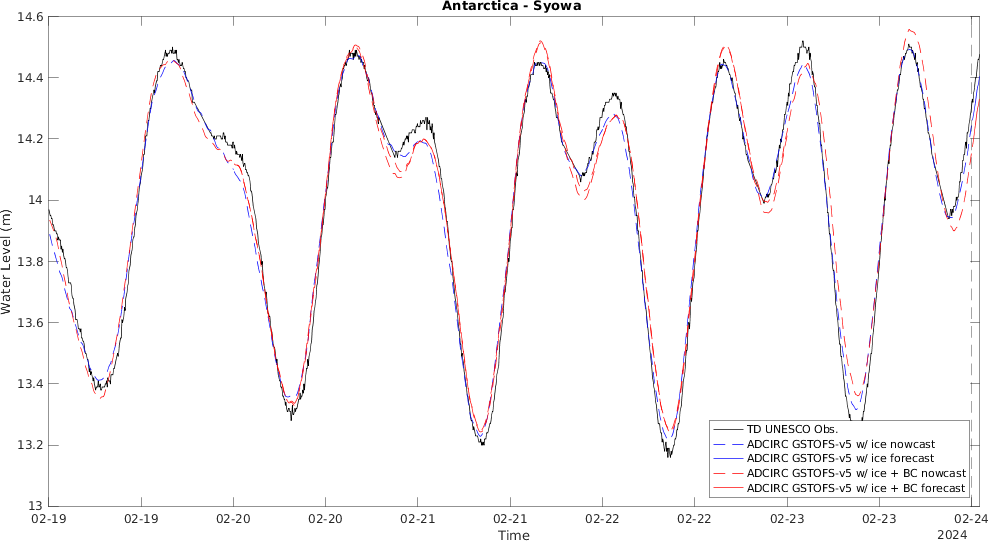 Antarctica - Syowa
14.6
14.4
14.2
14
13.8
13.6
13.4
13.2
13
Water Level (m)
TD UNESCO Obs.
ADCIRC GSTOFS-v5 w/ ice nowcast
ADCIRC GSTOFS-v5 w/ ice forecast
ADCIRC GSTOFS-v5 w/ ice + BC nowcast
ADCIRC GSTOFS-v5 w/ ice + BC forecast
02-19 02-19 02-20 02-20 02-21 02-21 02-22 02-22 02-23 02-23 02-24
Time
2024